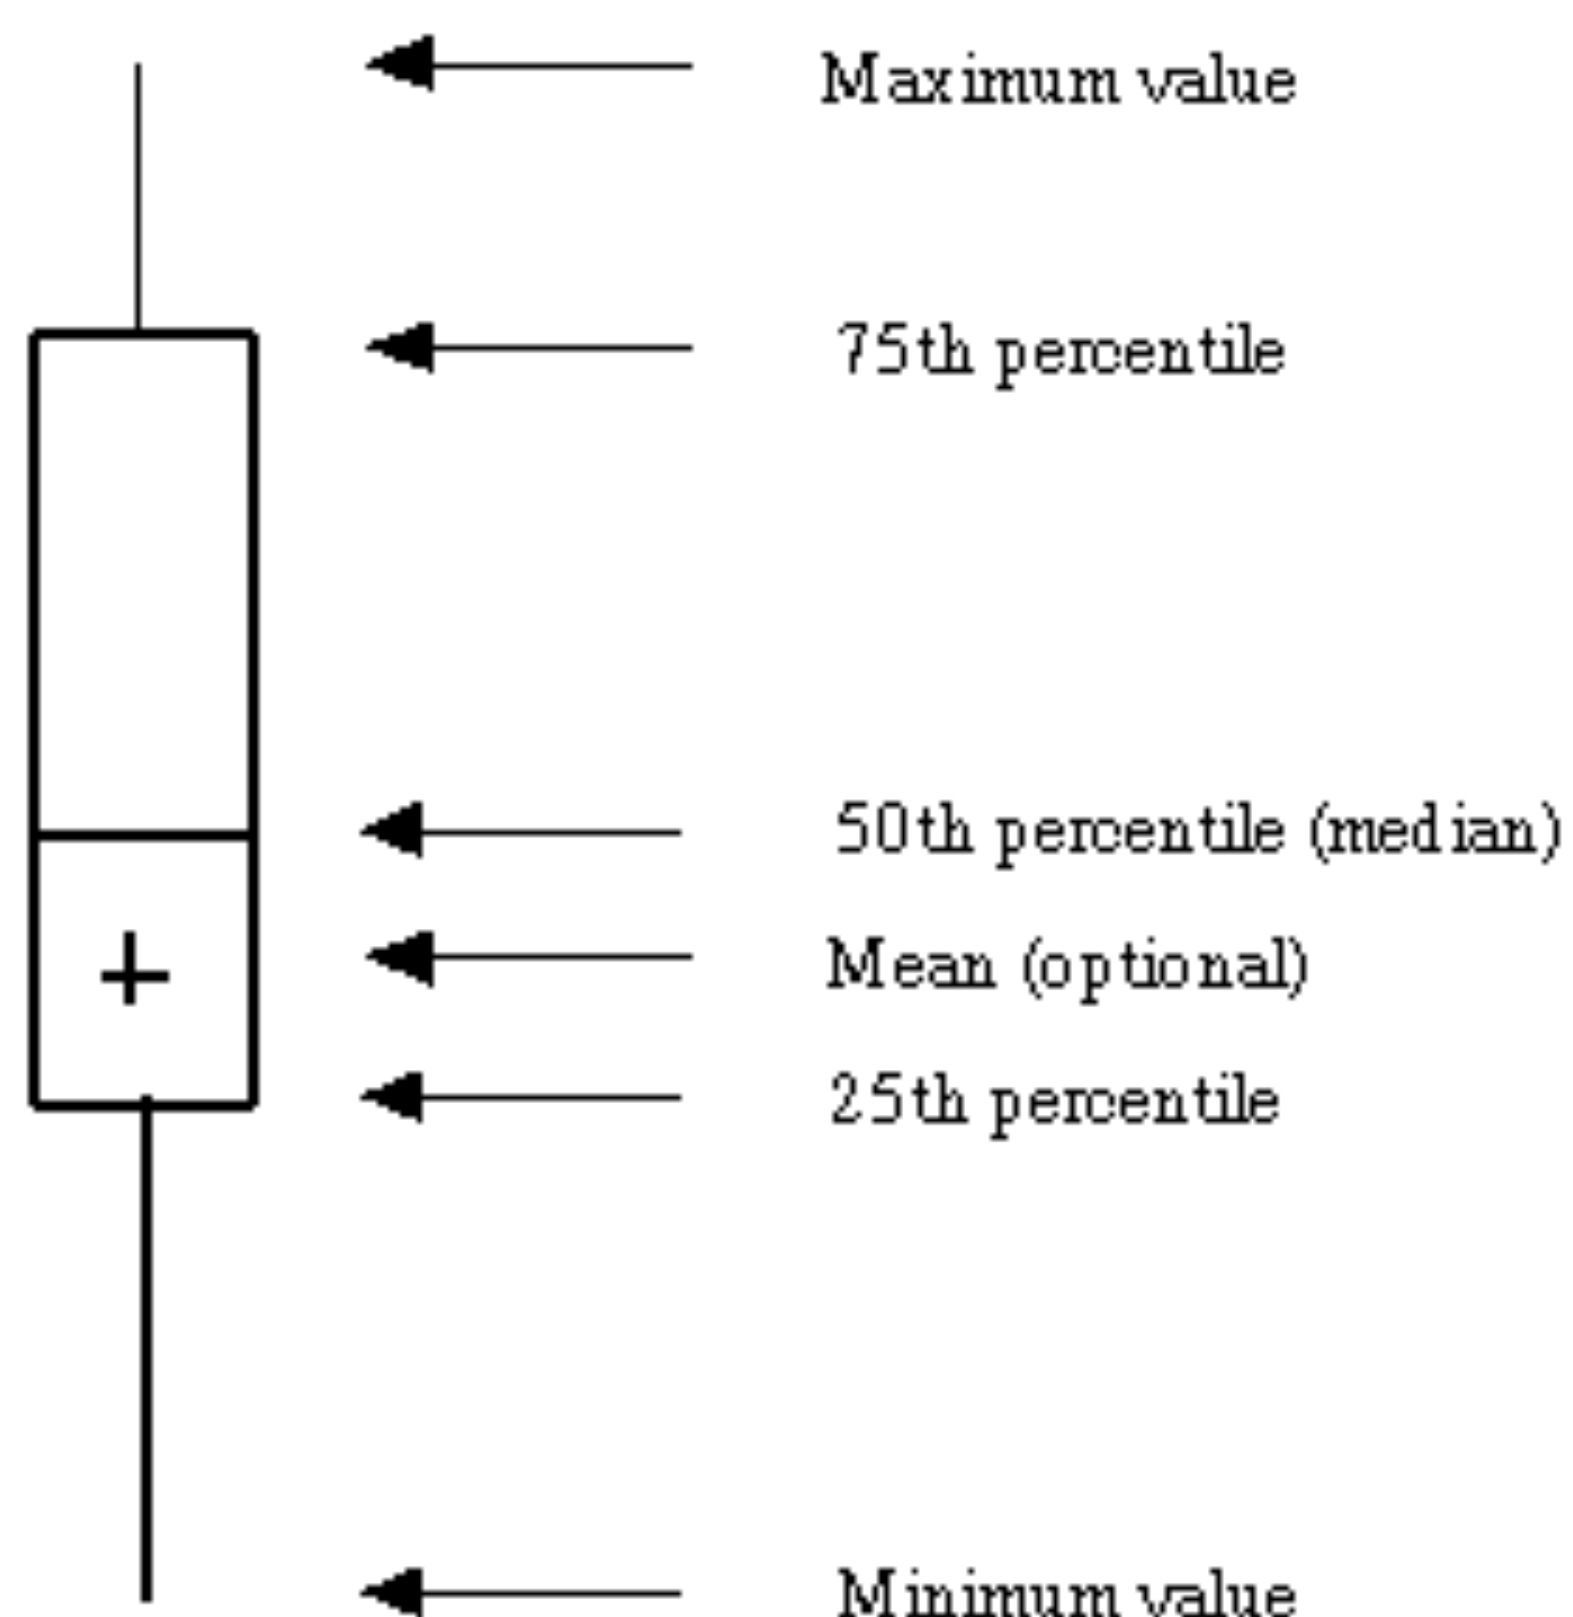 Maximum value
75th percentile
50th percentile (median)
Mean (optional)
25th percentile
Minimum value